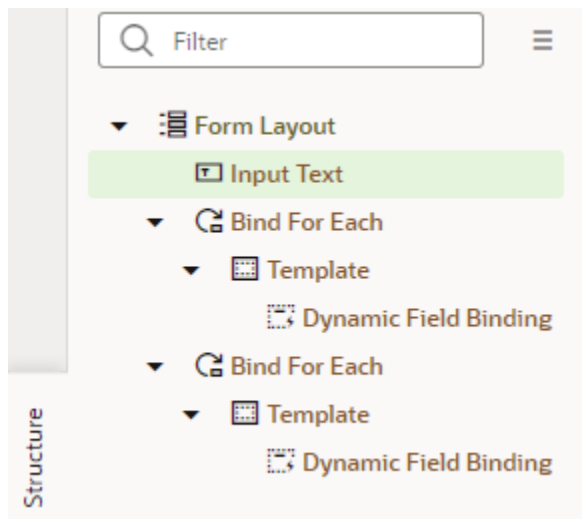 Filter
Form Layout
Input Text
Bind For Each
Template
Dynamic Field Binding
Bind For Each
Template
Dynamic Field Binding
Structure